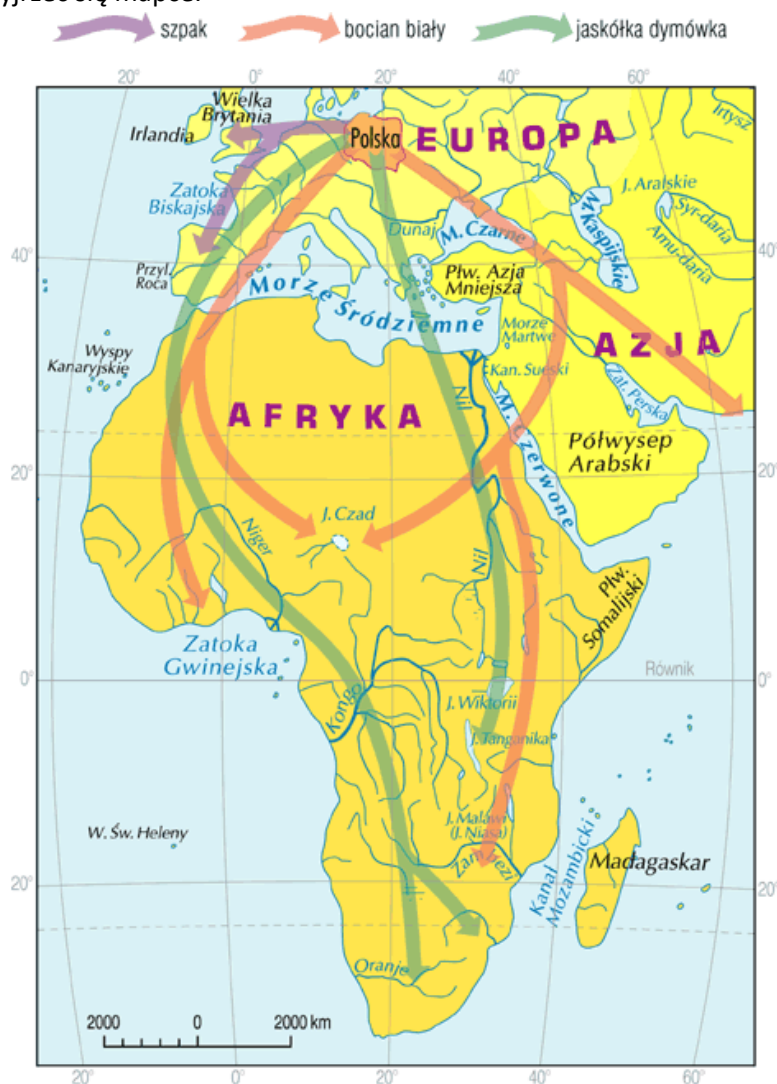 szpak
bocian biały
jaskółka dymówka
20°
0°
20°
40°
60°
Wielka
Brytania
Irlandia
Polska
EUROPA
Irtysz
Zatoka
Biskajska
J. Aralskie
Syr-daria
Amu-daria
Dunaj
M. Czarne
M. Kaspijskie
40°
40°
Przyl.
Roca
Morze Śródziemne
Płw. Azja
Mniejsza
Morze
Martwe
AZJA
Wyspy
Kanaryjskie
Kan. Sueski
Zat. Perska
Nil
AFRYKA
M. Czerwone
Półwysep
Arabski
20°
20°
J. Czad
Niger
Nil
Płw.
Somalijski
Zatoka
Gwinejska
Równik
0°
0°
Kongo
J. Wiktorii
J. Tanganika
J. Malawi
(J. Niasa)
W. Św. Heleny
Zambezi
Kanał
Mozambicki
Madagaskar
20°
20°
Oranje
2000
0
2000 km
20°
0°
20°
40°
60°